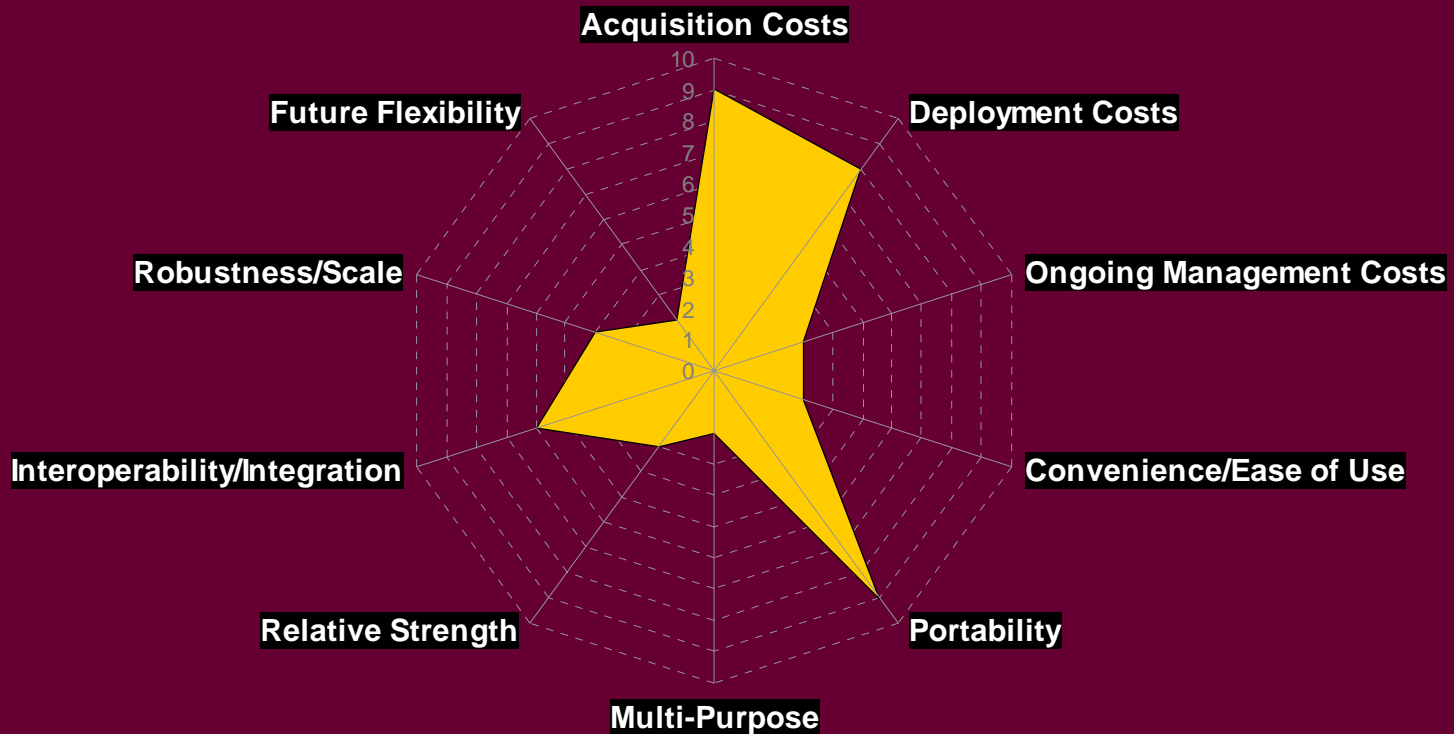 Acquisition Costs
10
9
8
7
6
5
4
3
2
1
0
Future Flexibility
Deployment Costs
Robustness/Scale
Ongoing Management Costs
Interoperability/Integration
Convenience/Ease of Use
Relative Strength
Portability
Multi-Purpose